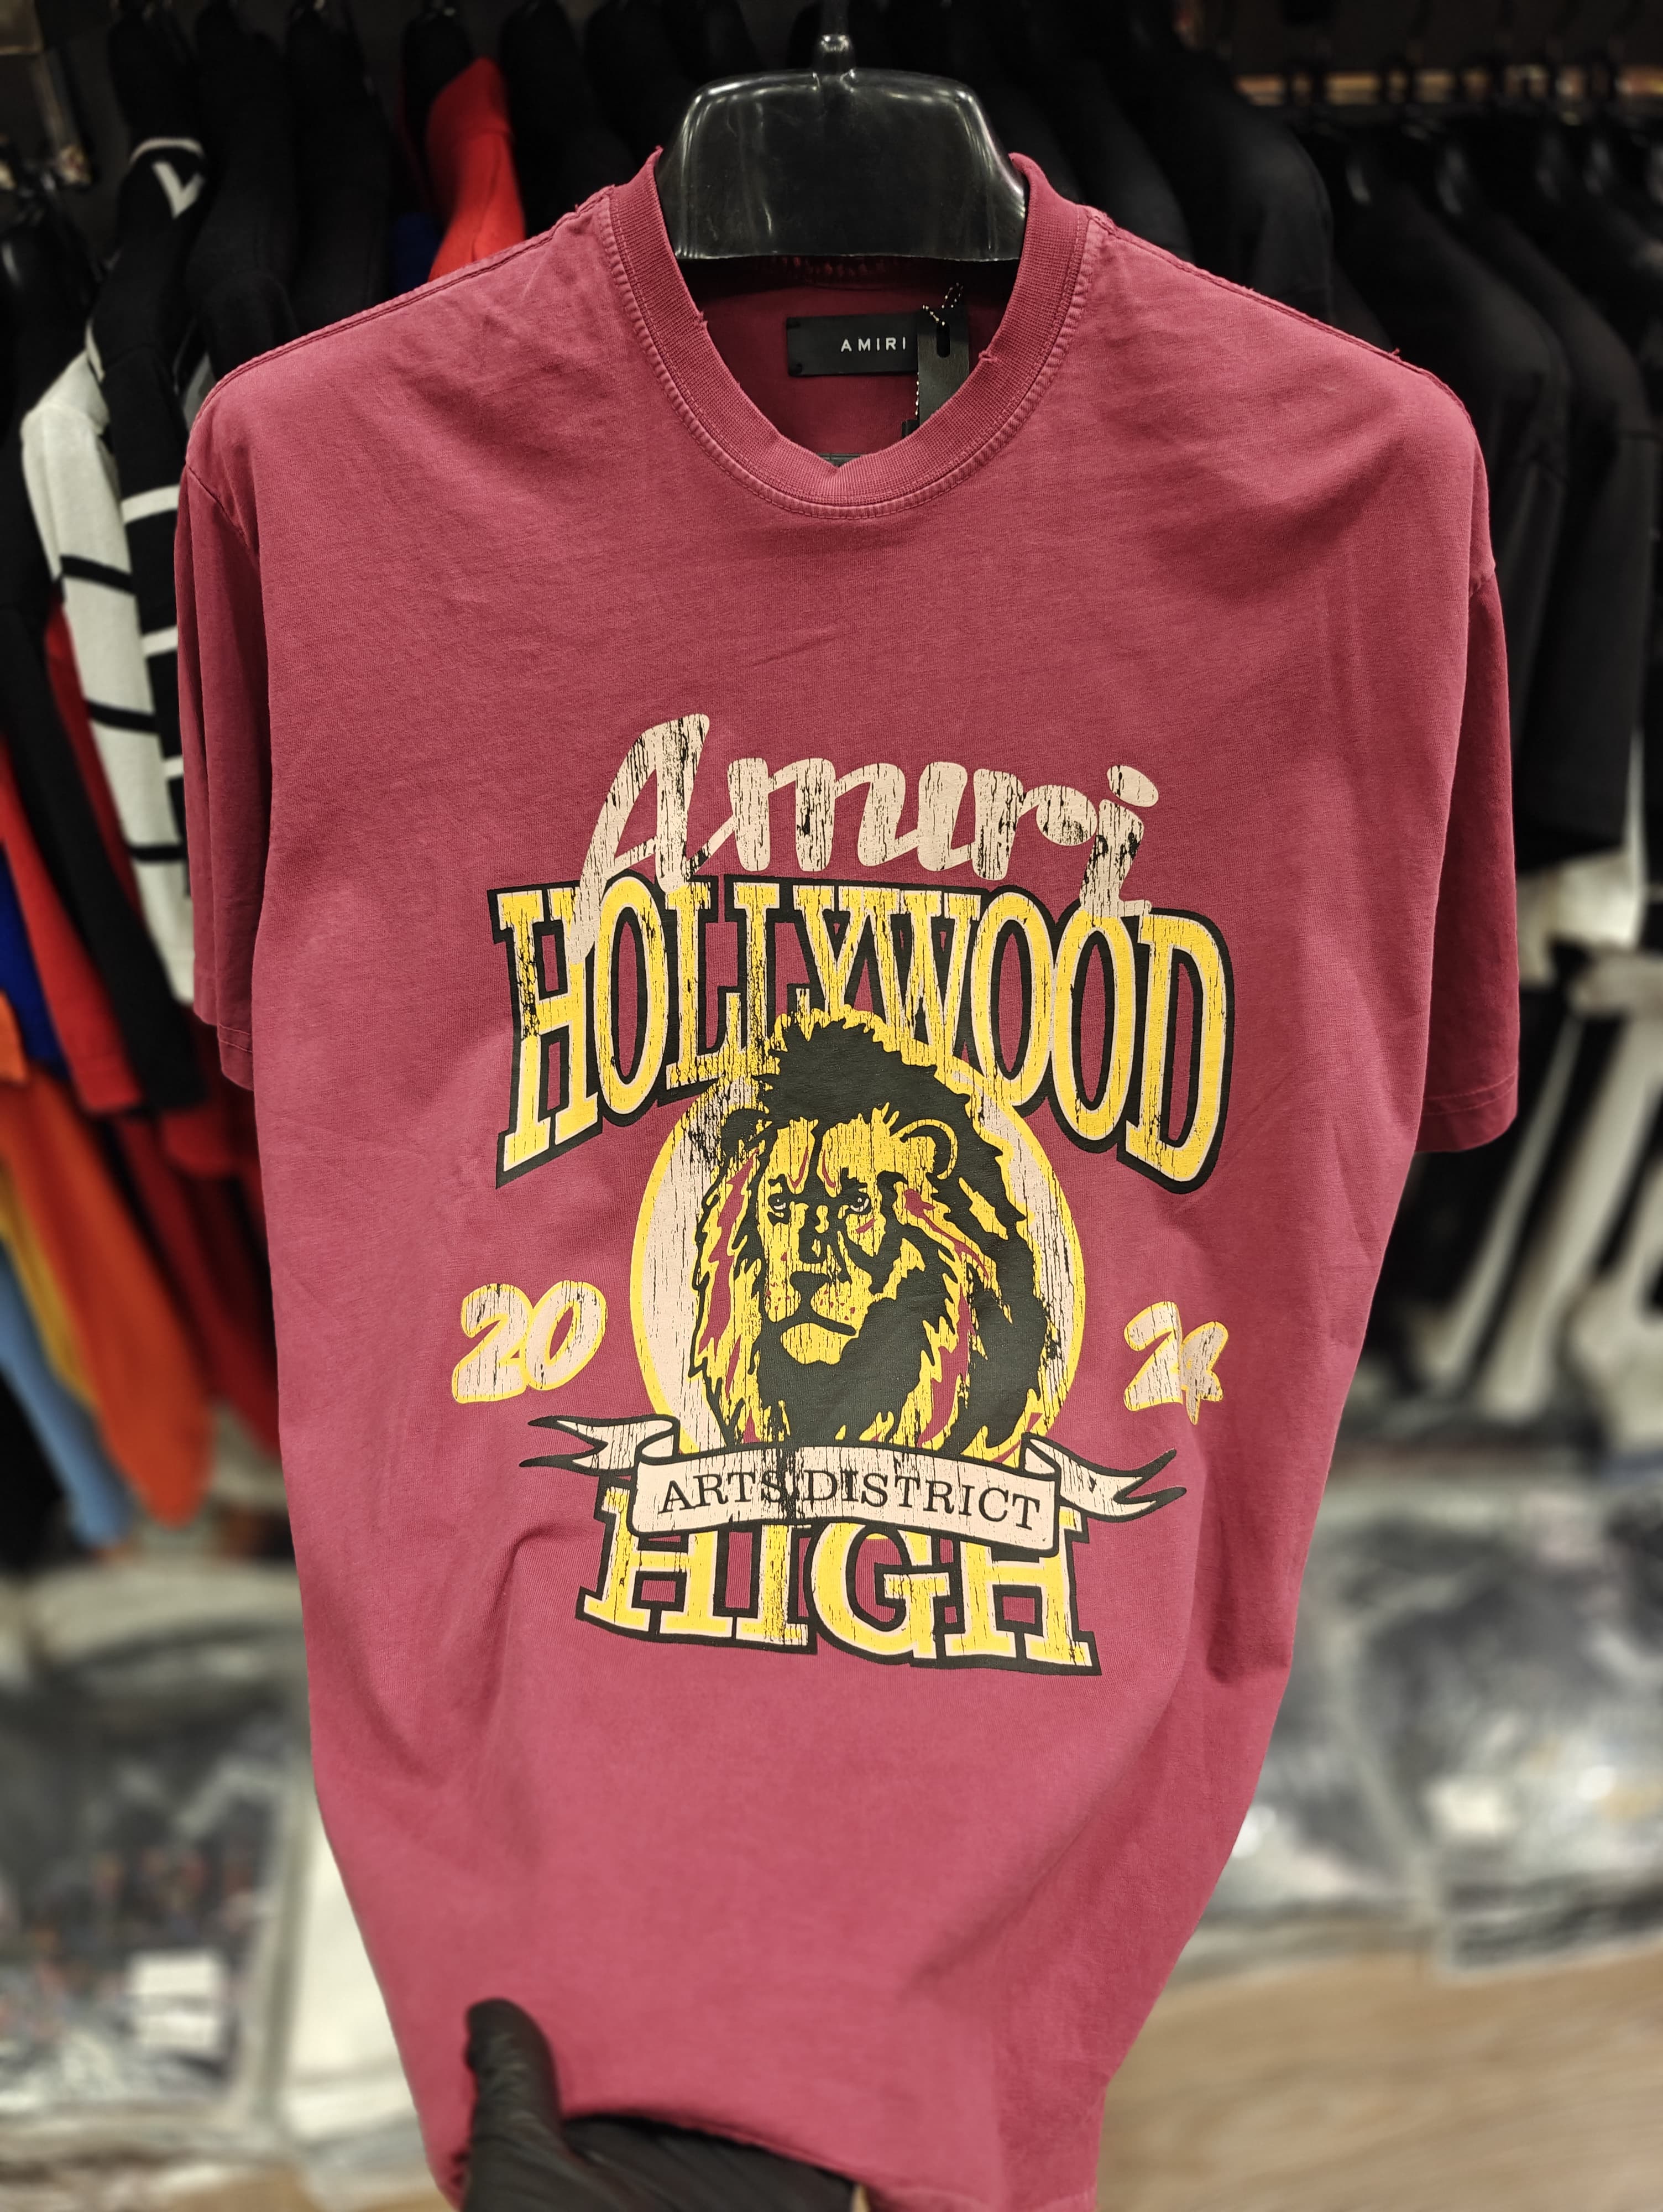 AMIRI
Amiri
HOLLYWOOD
20 24
ARTS DISTRICT
HIGH